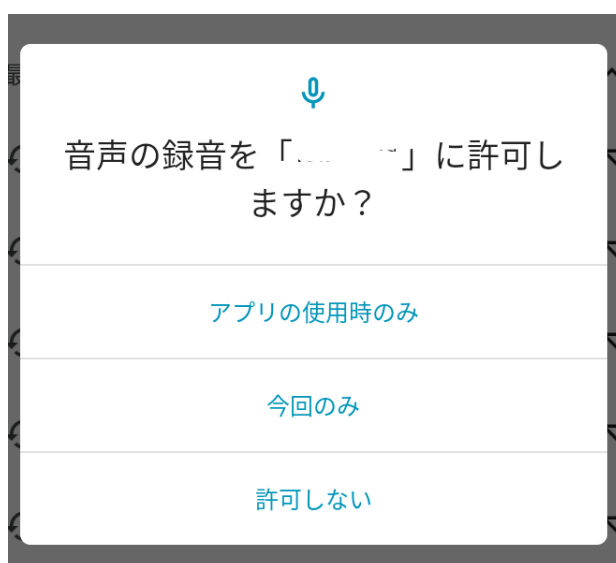 音声の録音を「」に許可し
ますか？
アプリの使用時のみ
今回のみ
許可しない